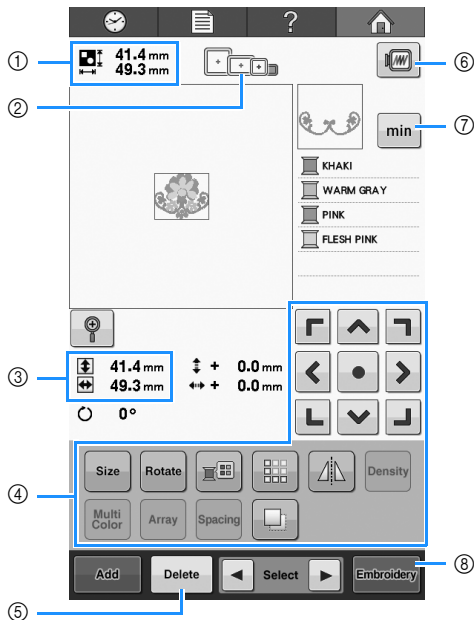 ?
① 41.4 mm
49.3 mm
②
⑥
min ⑦
KHAKI
WARM GRAY
PINK
FLESH PINK
③ 41.4 mm + 0.0 mm
49.3 mm + 0.0 mm
0°
④
Size Rotate Density
Multi Color Array Spacing
Add Delete Select Embroidery ⑧
⑤